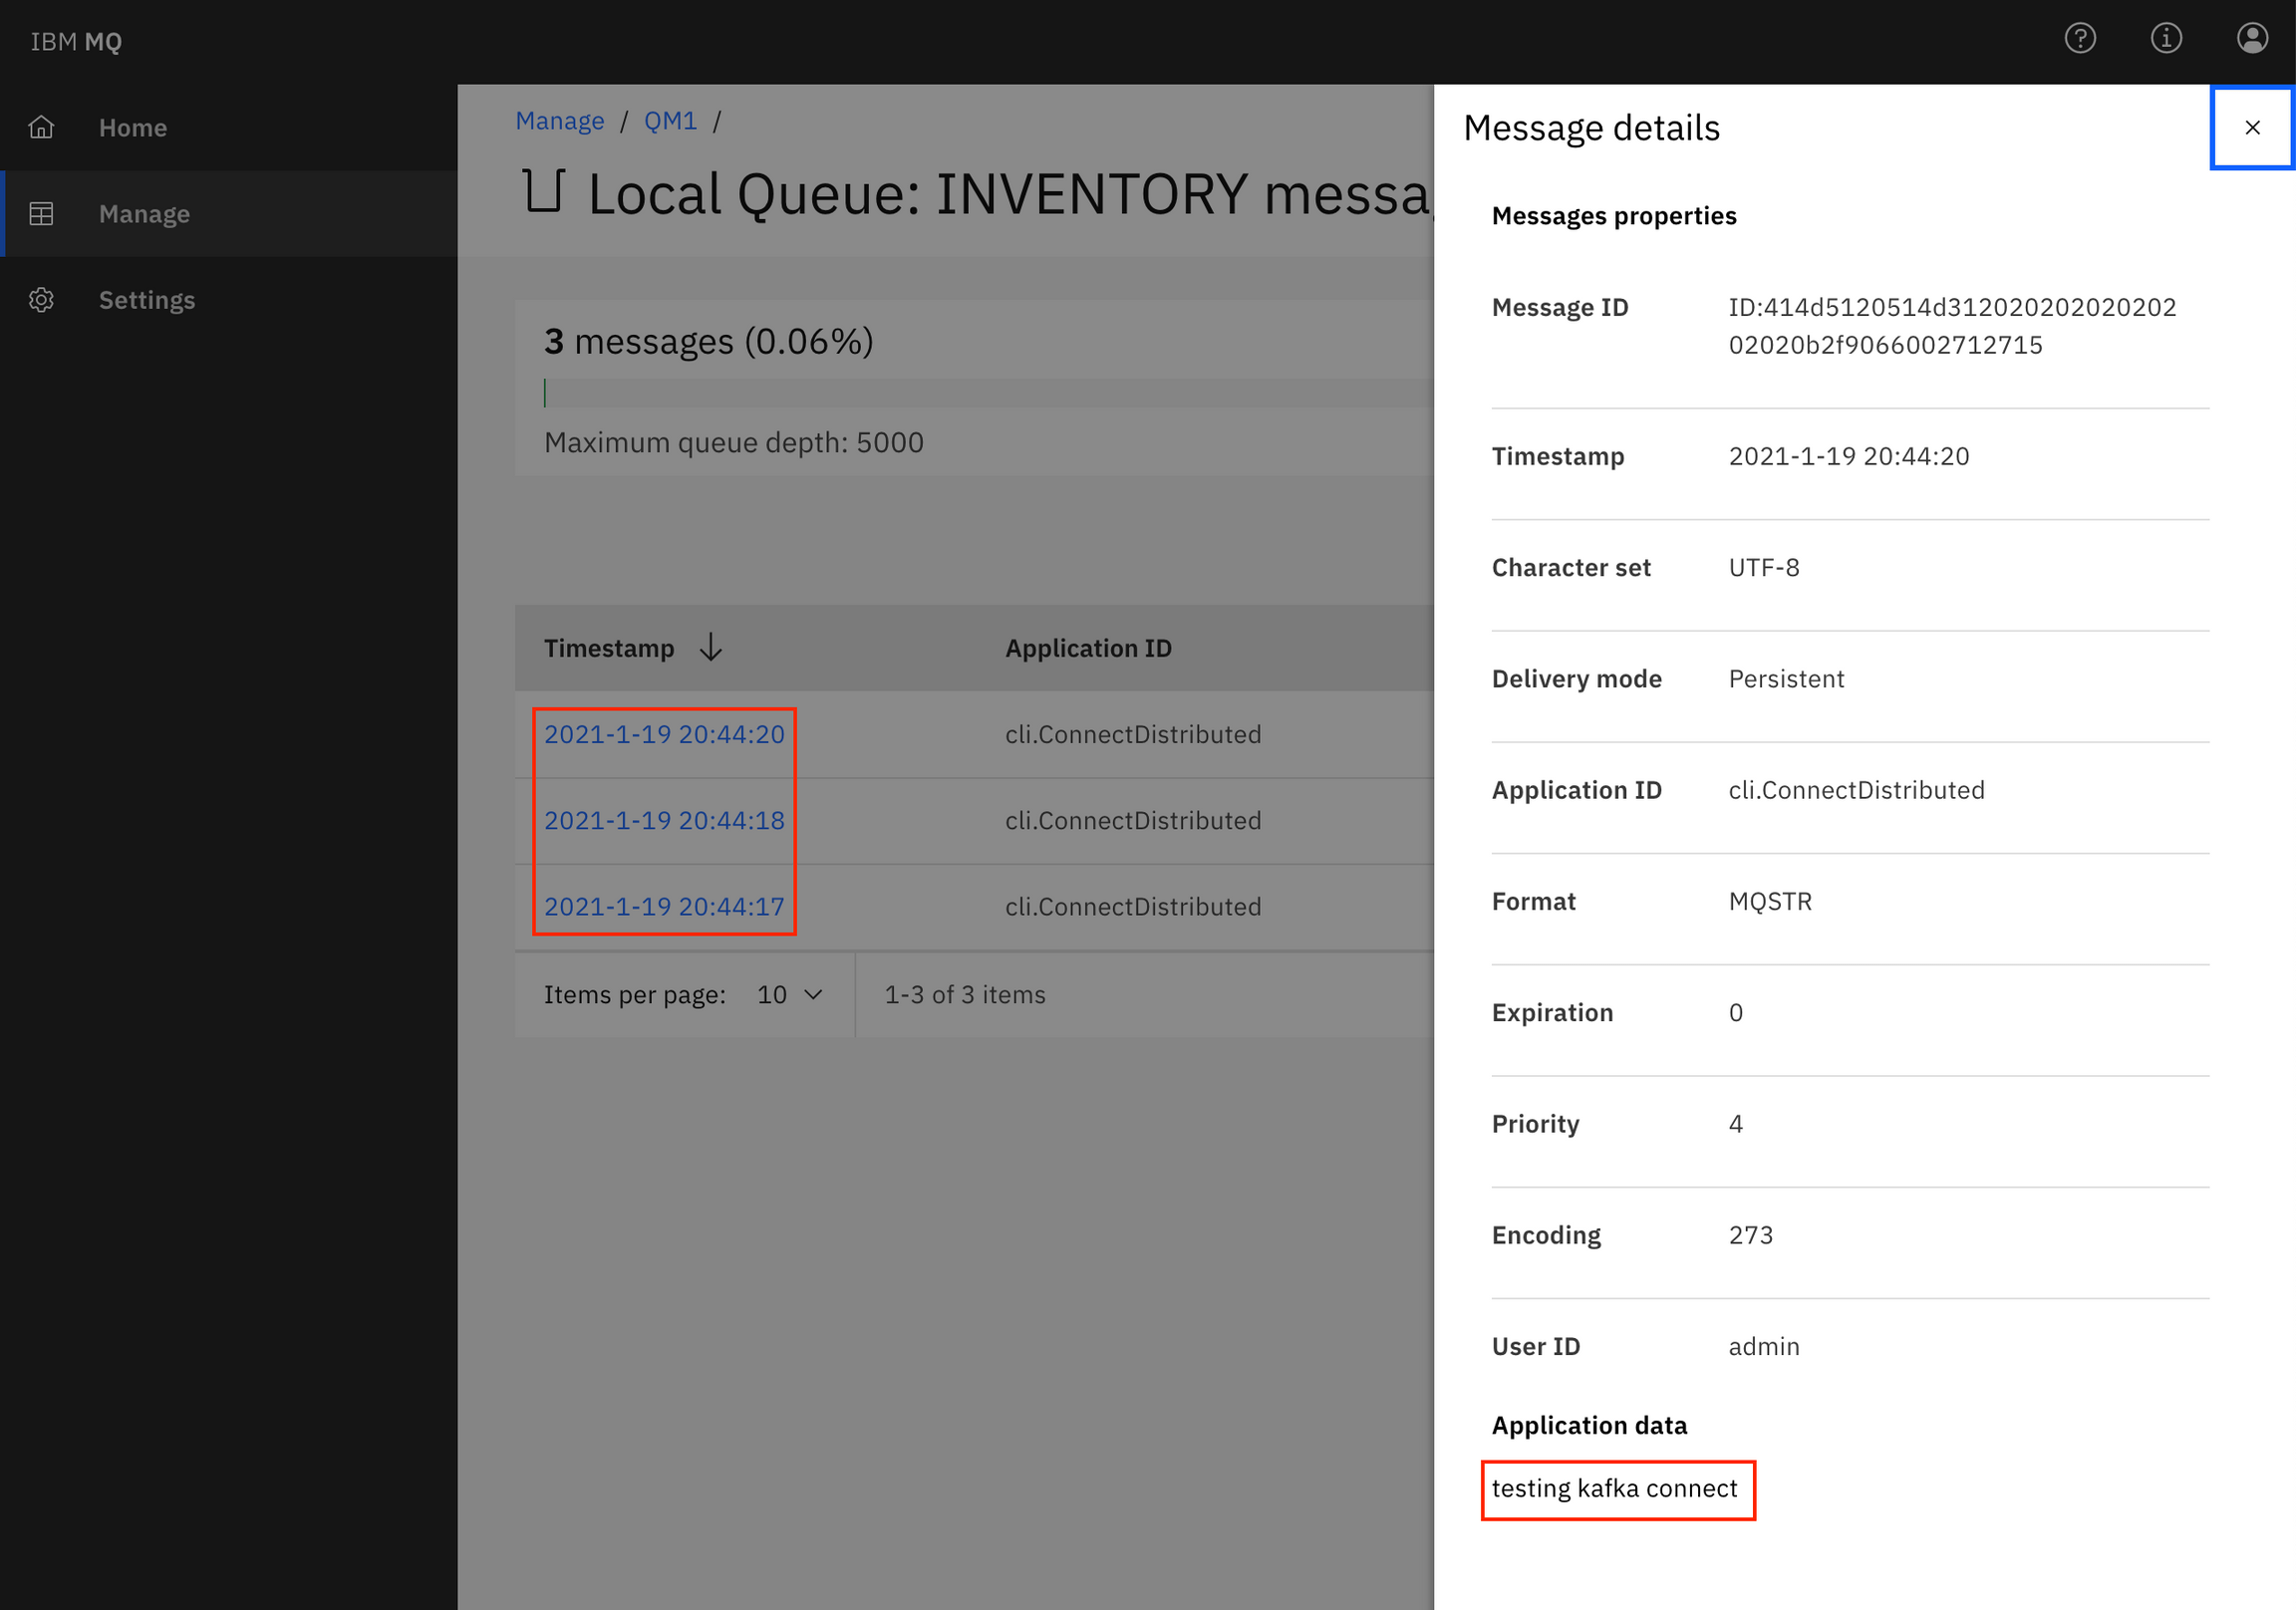 IBM MQ
Home
Manage
Settings
Manage / QM1 /
Local Queue: INVENTORY messa
3 messages (0.06%)
Maximum queue depth: 5000
Timestamp Application ID
2021-1-19 20:44:20 cli.ConnectDistributed
2021-1-19 20:44:18 cli.ConnectDistributed
2021-1-19 20:44:17 cli.ConnectDistributed
Items per page: 10 1-3 of 3 items
Message details
Messages properties
Message ID ID:414d5120514d312020202020202
02020b2f9066002712715
Timestamp 2021-1-19 20:44:20
Character set UTF-8
Delivery mode Persistent
Application ID cli.ConnectDistributed
Format MQSTR
Expiration 0
Priority 4
Encoding 273
User ID admin
Application data
testing kafka connect